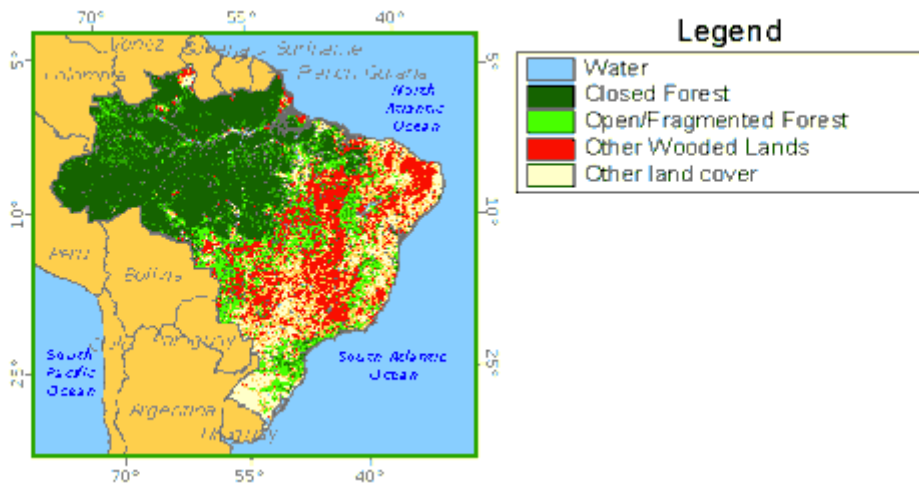 70° 55° 40°
Legend
Water
Closed Forest
Open/Fragmented Forest
Other Wooded Lands
Other land cover
5° 5°
Venez
Suriname
Colombia
French Guiana
North
Atlantic
Ocean
10° 10°
Peru
Bolivia
Paraguay
South
Pacific
Ocean
South Atlantic
Ocean
25° 25°
Argentina
Uruguay
70° 55° 40°